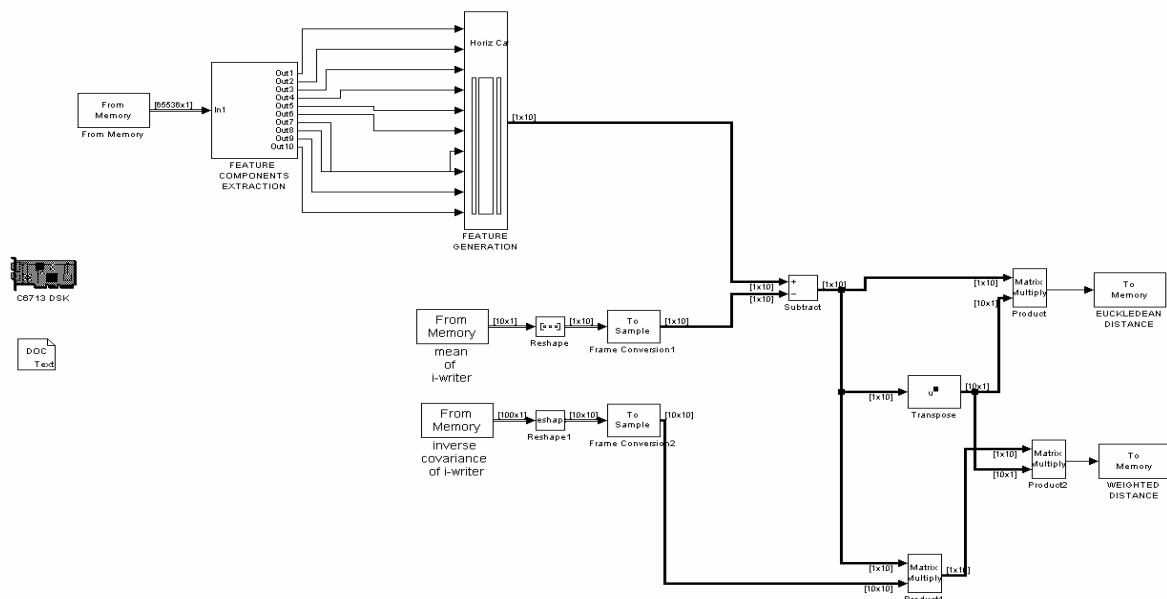 Horiz Ca
Out1
Out2
Out3
Out4
Out5
Out6
Out7
Out8
Out9
Out10
In1
From
Memory
From Memory
[65536x1]
FEATURE
COMPONENTS
EXTRACTION
[1x10]
FEATURE
GENERATION
C6713 DSK
DOC
Text
From
Memory
mean
of
i-writer
[10x1]
Reshape
[1x10]
To
Sample
Frame Conversion1
[1x10]
From
Memory
inverse
covariance
of i-writer
[100x1]
eshap
Reshape1
[10x10]
To
Sample
Frame Conversion2
[10x10]
+
−
[1x10]
[1x10]
Subtract
[1x10]
[1x10]
[10x1]
Matrix
Multiply
Product
To
Memory
EUCKLEDEAN
DISTANCE
[1x10]
u
Transpose
[10x1]
[1x10]
[10x1]
Matrix
Multiply
Product2
To
Memory
WEIGHTED
DISTANCE
[1x10]
[10x10]
Matrix
Multiply
Product1
[1x10]